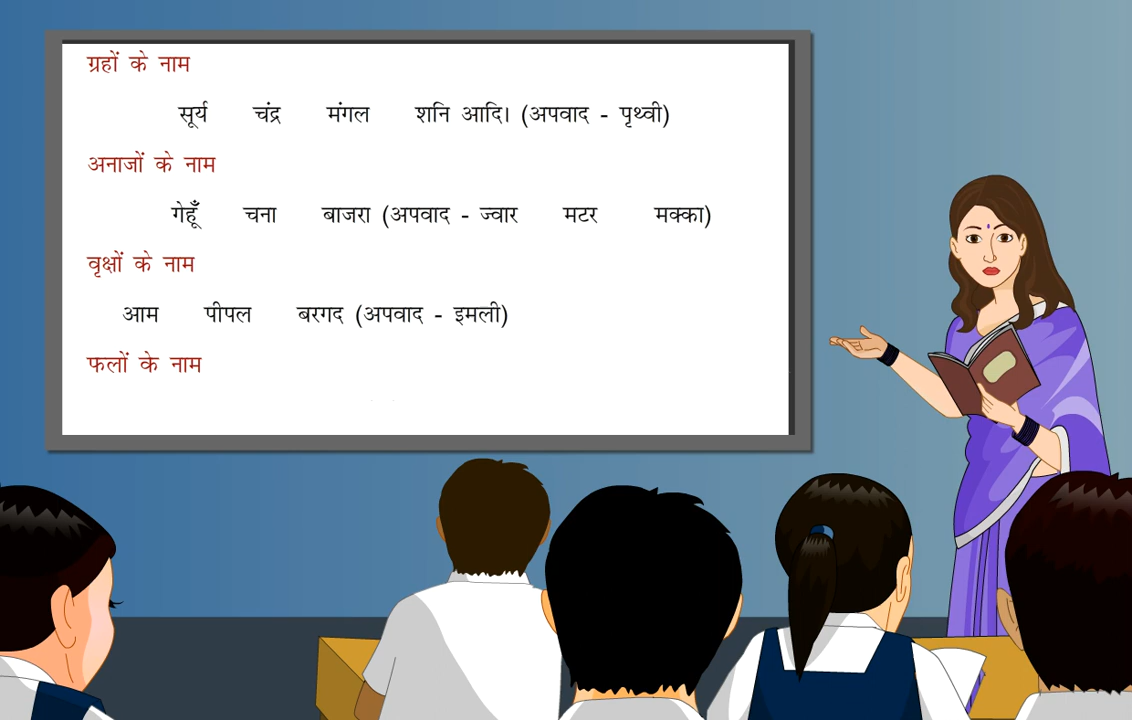 ग्रहों के नाम
सूर्य चंद्र मंगल शनि आदि। (अपवाद - पृथ्वी)
अनाजों के नाम
गेहूँ चना बाजरा (अपवाद - ज्वार मटर मक्का)
वृक्षों के नाम
आम पीपल बरगद (अपवाद - इमली)
फलों के नाम